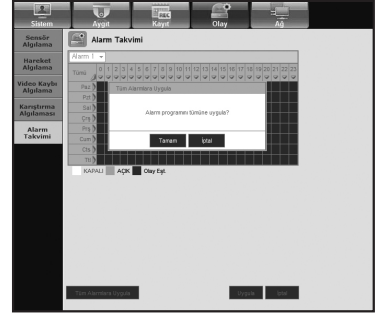 Sistem Aygıt Kayıt Olay Ağ
Sensör
Algılama
Hareket
Algılama
Video Kaybı
Algılama
Karıştırma
Algılaması
Alarm
Takvimi
Alarm Takvimi
Alarm 1
Tümü 0 1 2 3 4 5 6 7 8 9 10 11 12 13 14 15 16 17 18 19 20 21 22 23
Paz
Pzt
Sal
Çrş
Prş
Cum
Cts
Ttl
Tüm Alarmlara Uygula
Alarm programını tümüne uygula?
Tamam İptal
KAPALI AÇIK Olay Eşt.
Tüm Alarmlara Uygula Uygula İptal